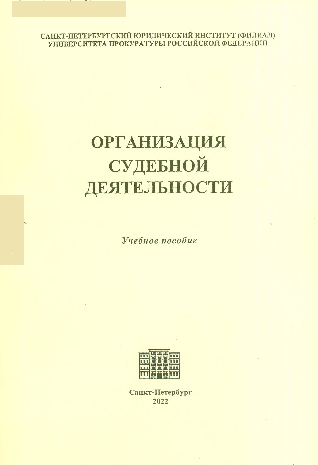 САНКТ-ПЕТЕРБУРГСКИЙ ЮРИДИЧЕСКИЙ ИНСТИТУТ (ФИЛИАЛ)
УНИВЕРСИТЕТА ПРОКУРАТУРЫ РОССИЙСКОЙ ФЕДЕРАЦИИ
ОРГАНИЗАЦИЯ
СУДЕБНОЙ
ДЕЯТЕЛЬНОСТИ
Учебное пособие
Санкт-Петербург
2022